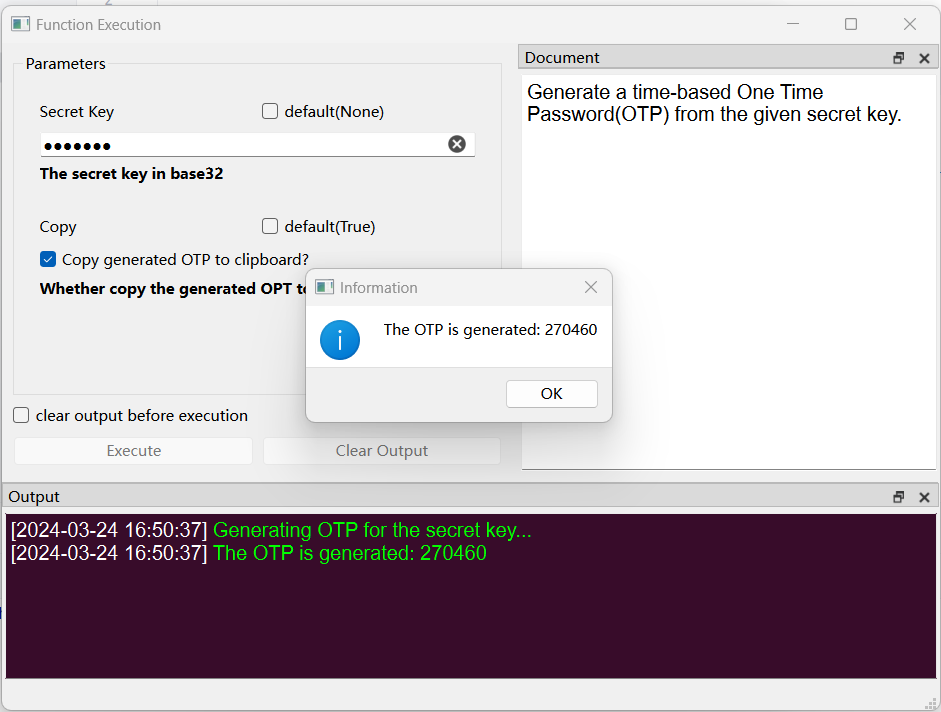 Function Execution
Parameters
Secret Key
default(None)
●●●●●●●
The secret key in base32
Copy
default(True)
Copy generated OTP to clipboard?
Whether copy the generated OPT
clear output before execution
Execute
Clear Output
Document
Generate a time-based One Time
Password(OTP) from the given secret key.
Information
The OTP is generated: 270460
OK
Output
[2024-03-24 16:50:37] Generating OTP for the secret key...
[2024-03-24 16:50:37] The OTP is generated: 270460